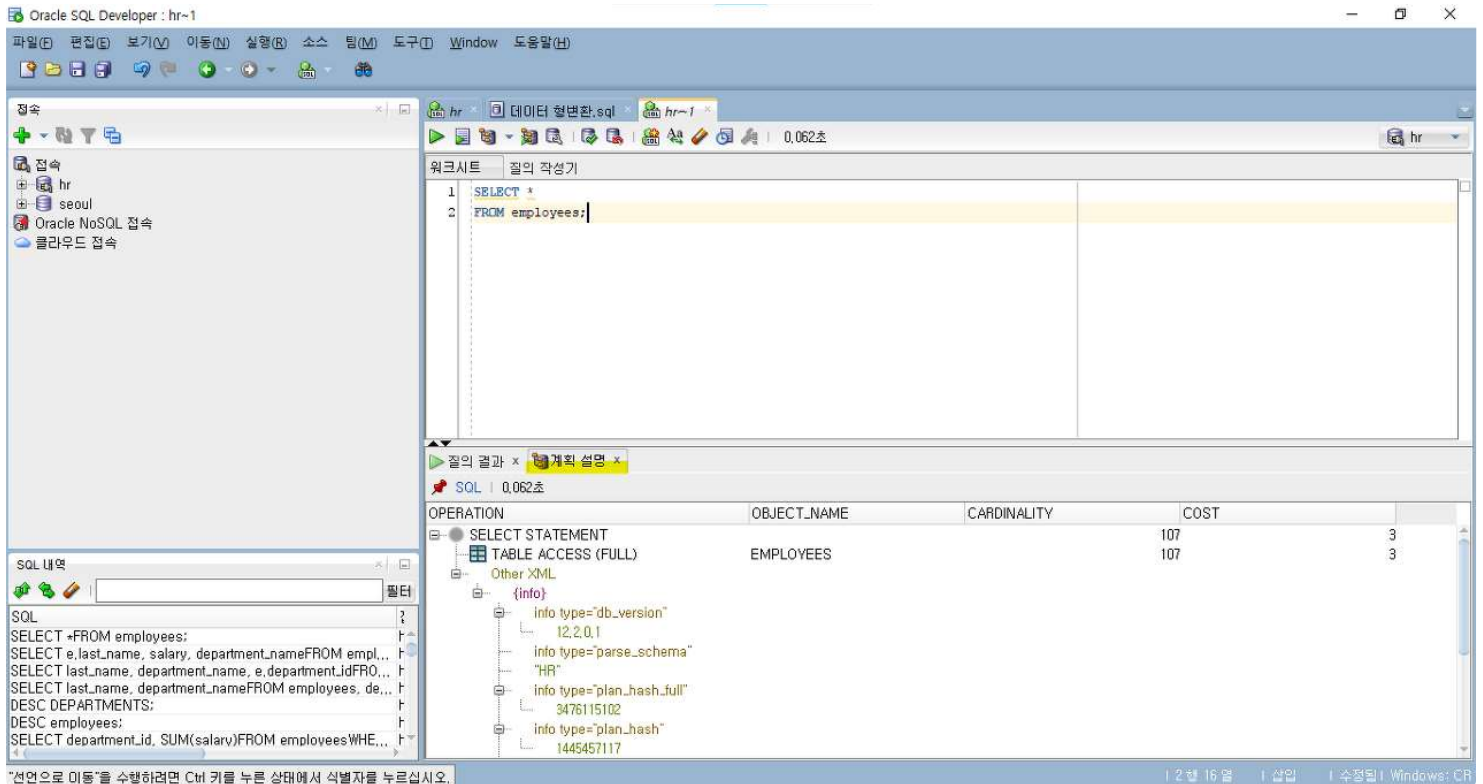 Oracle SQL Developer : hr~1
파일(F) 편집(E) 보기(V) 이동(N) 실행(R) 소스 팀(M) 도구(T) Window 도움말(H)
접속
접속
hr
seoul
Oracle NoSQL 접속
클라우드 접속
SQL 내역
필터
SQL
SELECT *FROM employees;
SELECT e.last_name, salary, department_nameFROM empl...
SELECT last_name, department_name, e.department_idFRO...
SELECT last_name, department_nameFROM employees, de...
DESC DEPARTMENTS;
DESC employees;
SELECT department_id, SUM(salary)FROM employeesWHE...
hr 데이터 형변환.sql hr~1
0.062초 hr
워크시트 질의 작성기
1 SELECT *
2 FROM employees;
질의 결과 x 계획 설명 x
SQL | 0.062초
OPERATION OBJECT_NAME CARDINALITY COST
SELECT STATEMENT 107 3
TABLE ACCESS (FULL) EMPLOYEES 107 3
Other XML
{info}
info type="db_version"
12.2.0.1
info type="parse_schema"
"HR"
info type="plan_hash_full"
3476115102
info type="plan_hash"
1445457117
"선언으로 이동"을 수행하려면 Ctrl 키를 누른 상태에서 식별자를 누르십시오.
| 2 행 16 열 | 삽입 | 수정됨 | Windows: CR